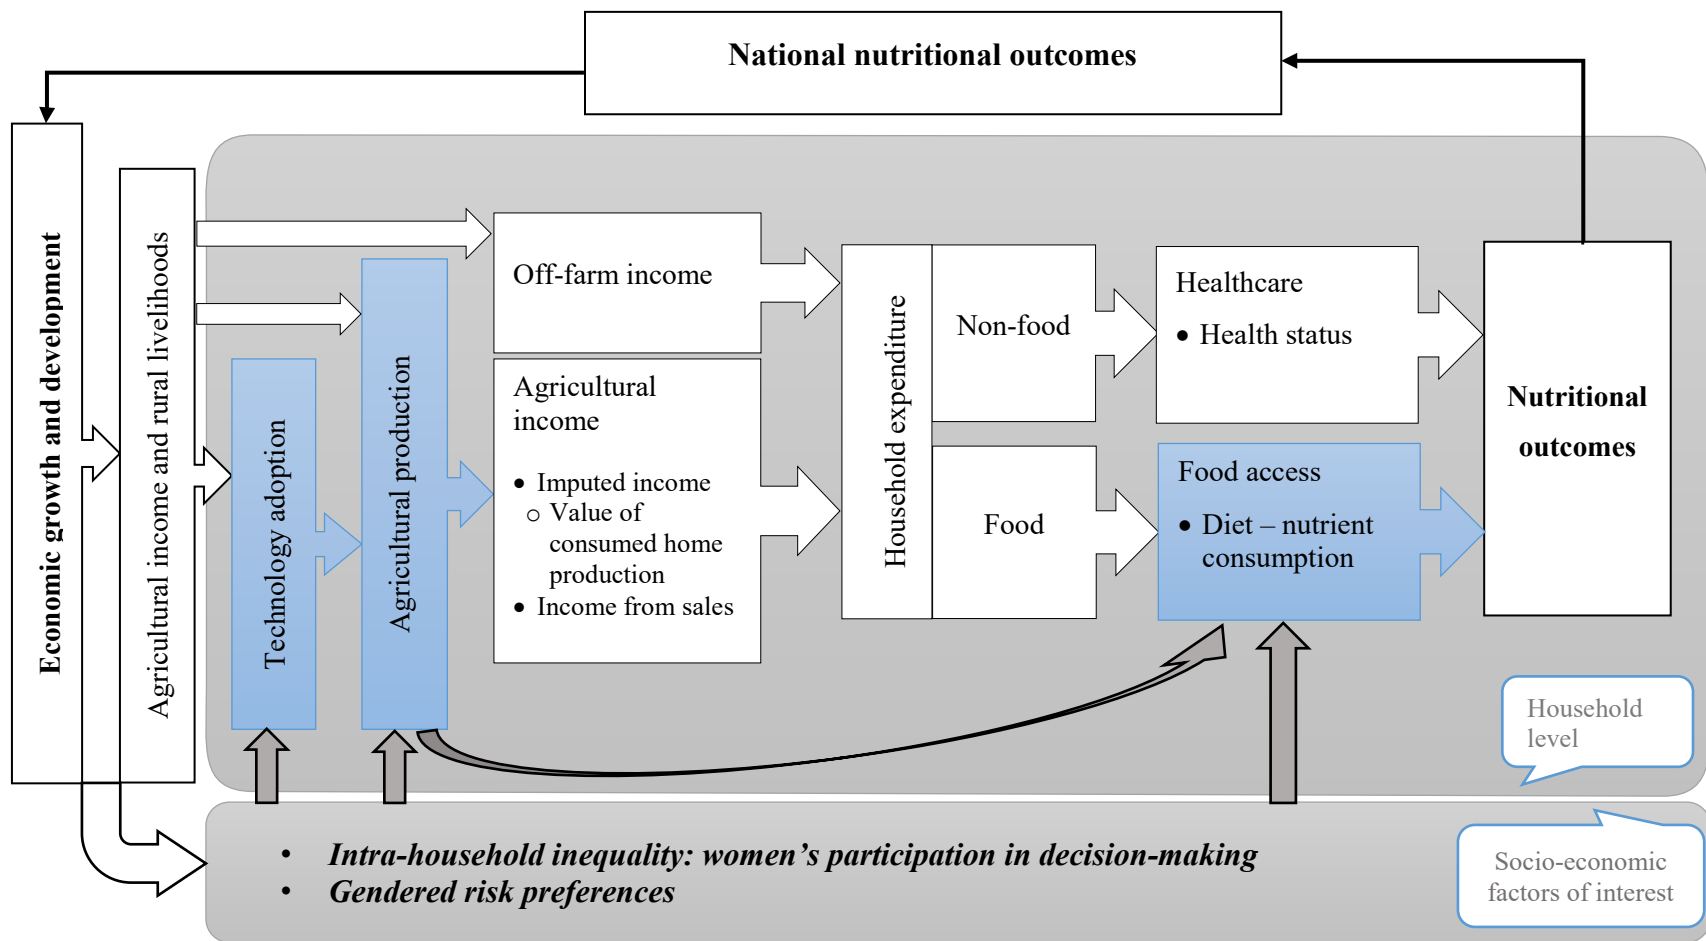 National nutritional outcomes
Economic growth and development
Agricultural income and rural livelihoods
Technology adoption
Agricultural production
Off-farm income
Agricultural
income
• Imputed income
o Value of
consumed home
production
• Income from sales
Household expenditure
Non-food
Food
Healthcare
• Health status
Food access
• Diet – nutrient
consumption
Nutritional
outcomes
Household
level
• Intra-household inequality: women’s participation in decision-making
• Gendered risk preferences
Socio-economic
factors of interest